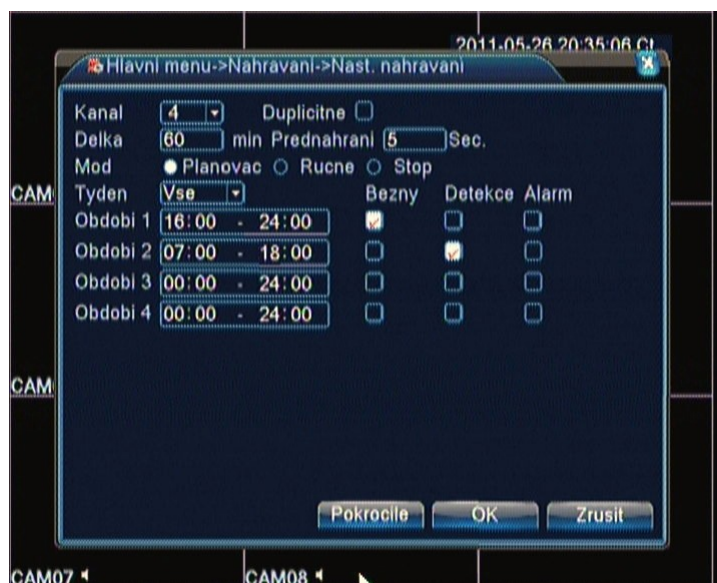 2011-05-26 20:35:06 Ct
Hlavni menu->Nahravani->Nast. nahravani
Kanal 4 Duplicitne
Delka 60 min Prednahrani 5 Sec.
Mod Planovac Rucne Stop
CAM
Tyden Vse Bezny Detekce Alarm
Obdobi 1 16:00 - 24:00
Obdobi 2 07:00 - 18:00
Obdobi 3 00:00 - 24:00
Obdobi 4 00:00 - 24:00
CAM
Pokrocile OK Zrusit
CAM07 CAM08